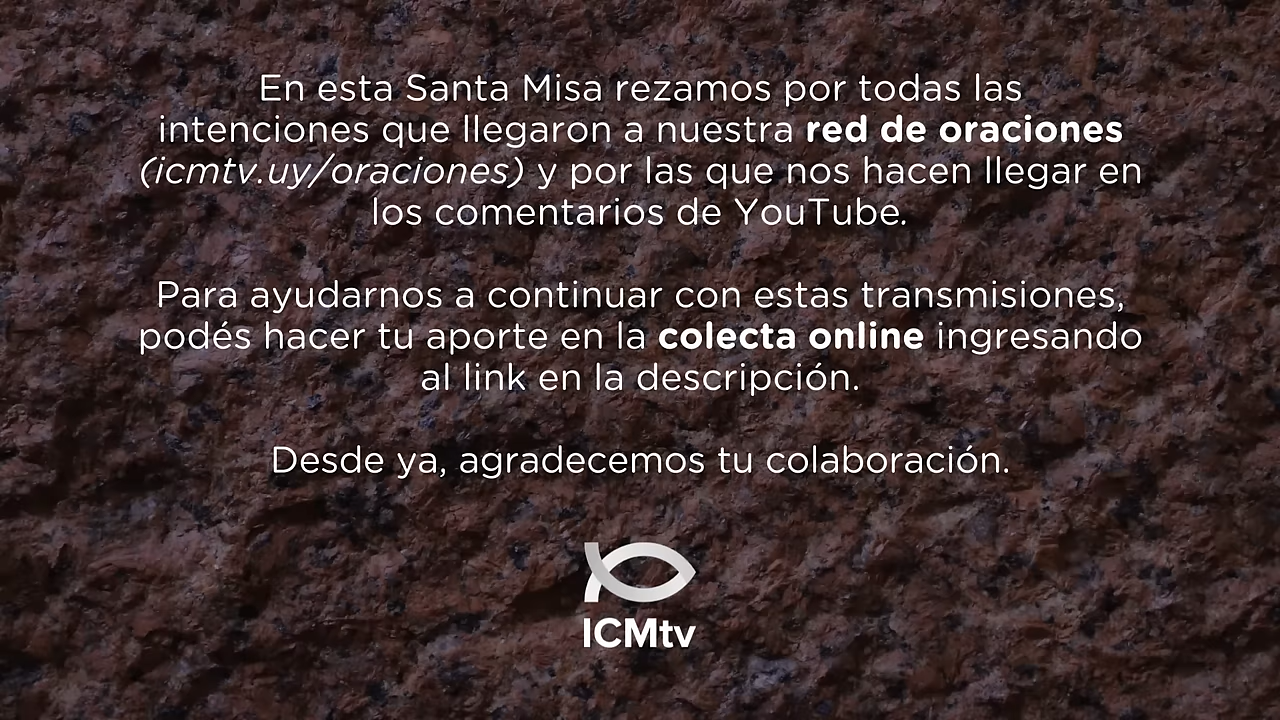 En esta Santa Misa rezamos por todas las
intenciones que llegaron a nuestra red de oraciones
(icmtv.uy/oraciones) y por las que nos hacen llegar en
los comentarios de YouTube.
Para ayudarnos a continuar con estas transmisiones,
podés hacer tu aporte en la colecta online ingresando
al link en la descripción.
Desde ya, agradecemos tu colaboración.
ICMtv